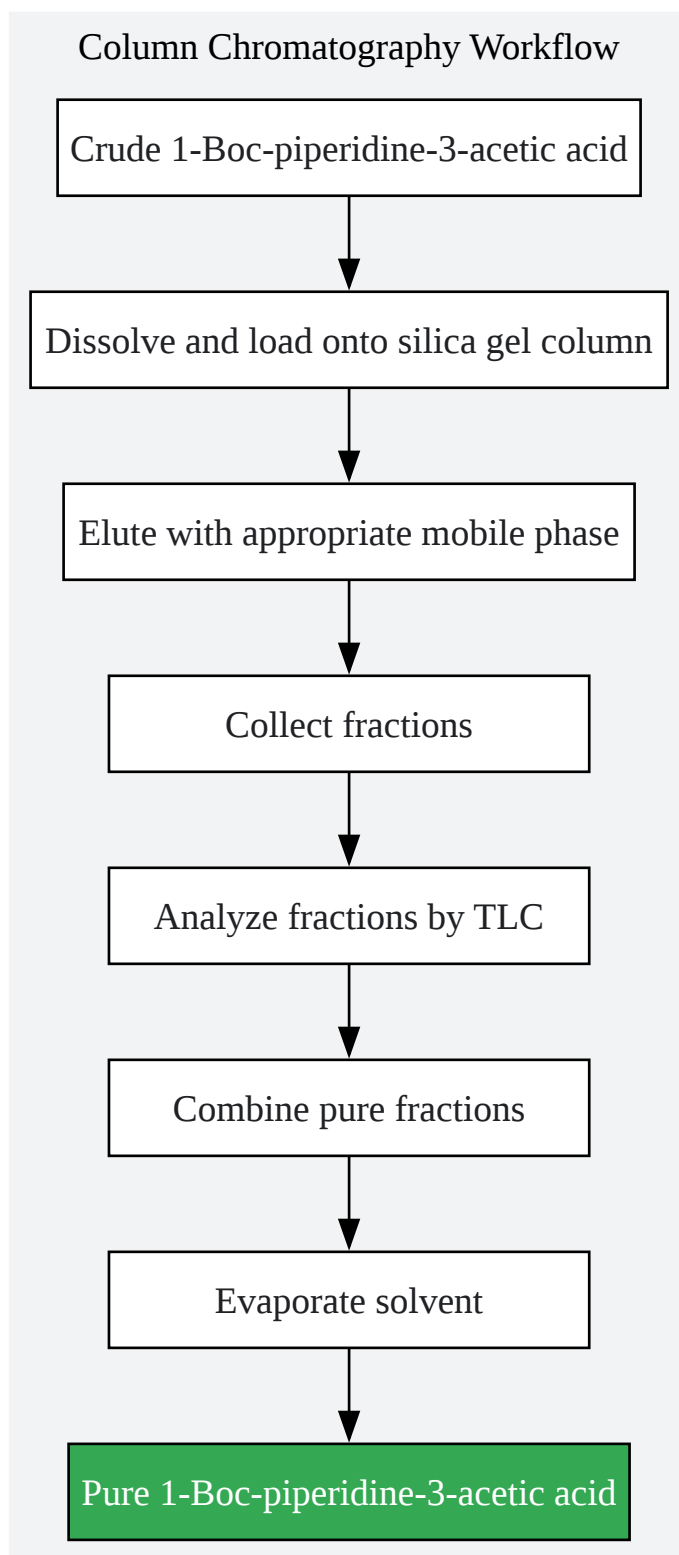 Column Chromatography Workflow
Crude 1-Boc-piperidine-3-acetic acid
Dissolve and load onto silica gel column
Elute with appropriate mobile phase
Collect fractions
Analyze fractions by TLC
Combine pure fractions
Evaporate solvent
Pure 1-Boc-piperidine-3-acetic acid